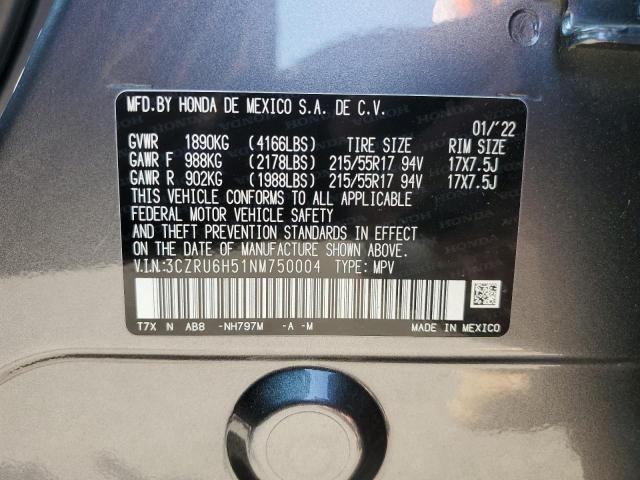 MFD.BY HONDA DE MEXICO S.A. DE C.V.
01/'22
GVWR 1890KG (4166LBS) TIRE SIZE RIM SIZE
GAWR F 988KG (2178LBS) 215/55R17 94V 17X7.5J
GAWR R 902KG (1988LBS) 215/55R17 94V 17X7.5J
THIS VEHICLE CONFORMS TO ALL APPLICABLE
FEDERAL MOTOR VEHICLE SAFETY
AND THEFT PREVENTION STANDARDS IN EFFECT
ON THE DATE OF MANUFACTURE SHOWN ABOVE.
V.I.N.:3CZRU6H51NM750004 TYPE: MPV
T7X N AB8 -NH797M -A -M
MADE IN MEXICO